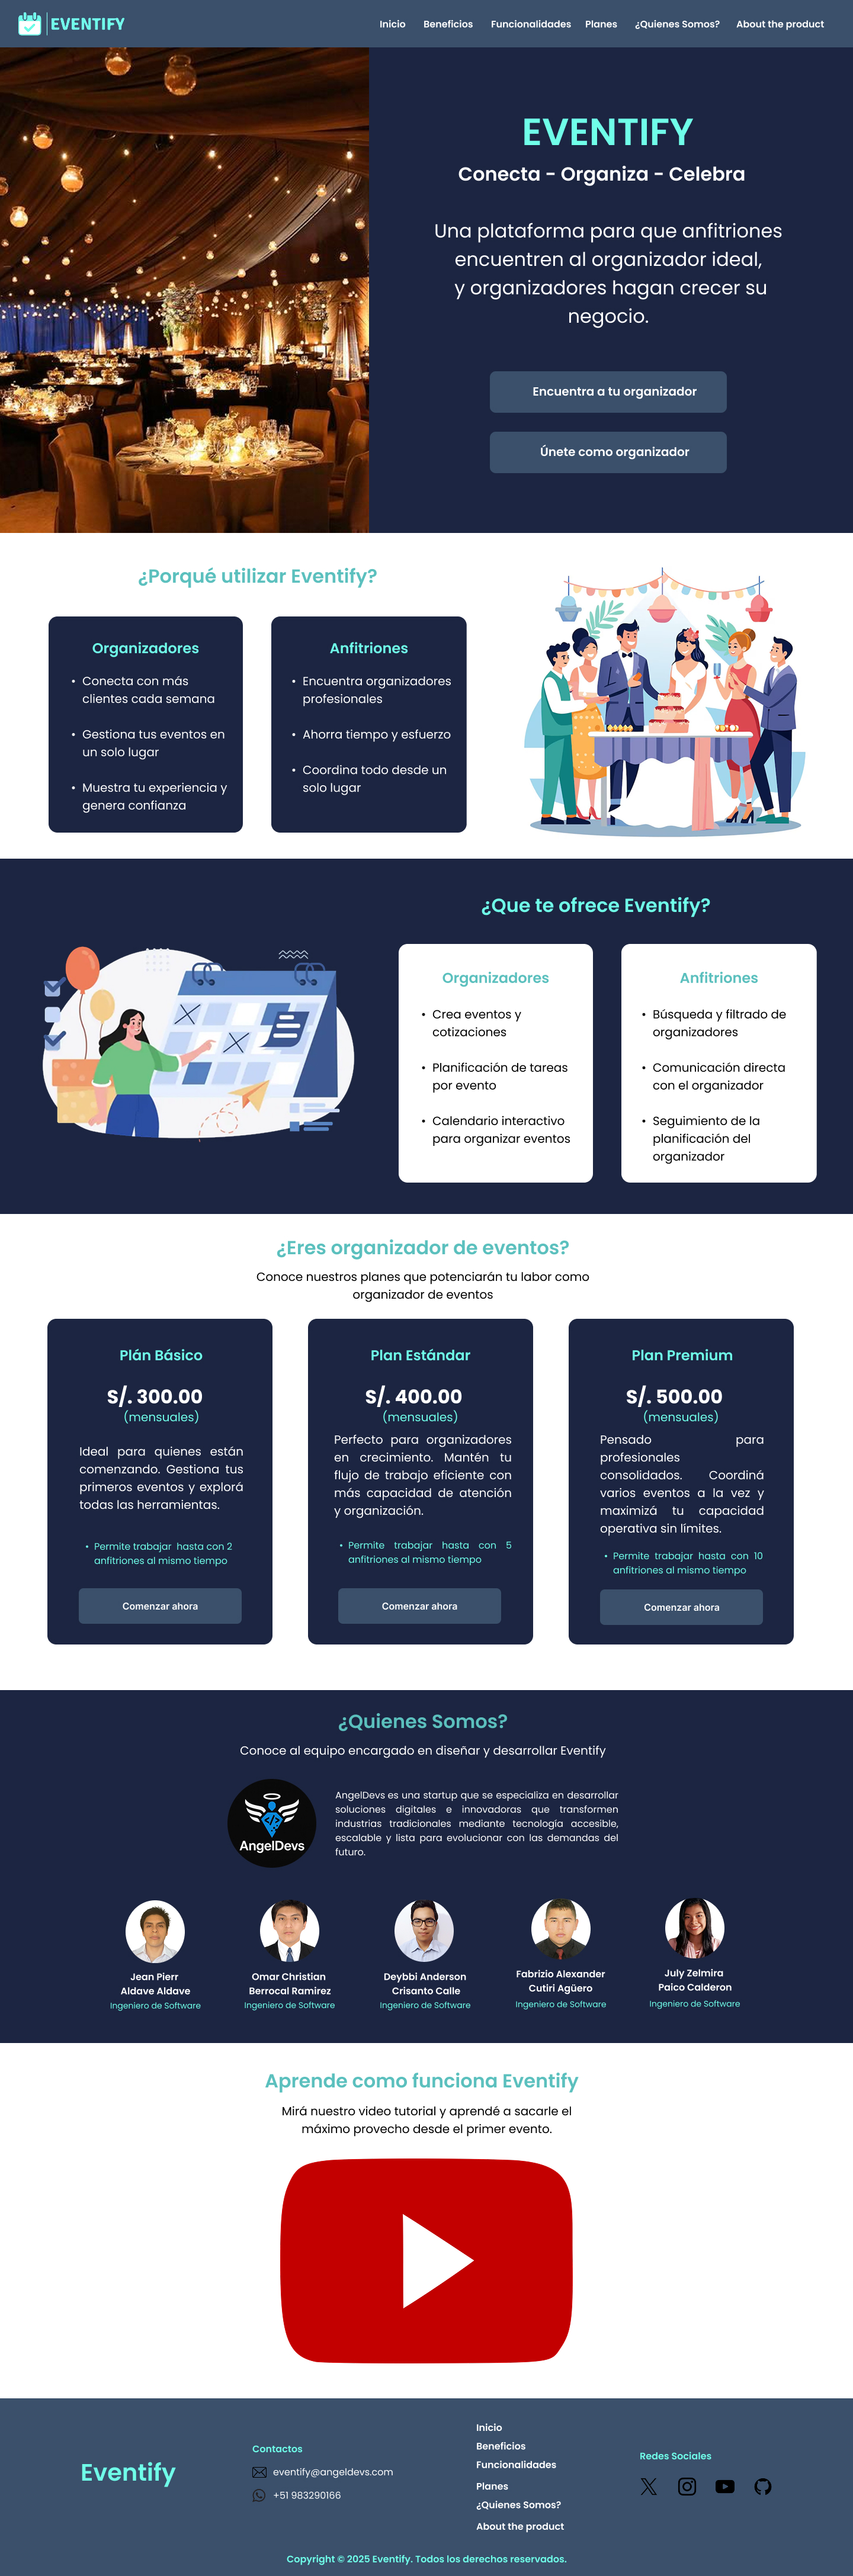 EVENTIFY
Inicio
Beneficios
Funcionalidades
Planes
¿Quienes Somos?
About the product
EVENTIFY
Conecta - Organiza - Celebra
Una plataforma para que anfitriones
encuentren al organizador ideal,
y organizadores hagan crecer su
negocio.
Encuentra a tu organizador
Únete como organizador
¿Porqué utilizar Eventify?
Organizadores
• Conecta con más
clientes cada semana
• Gestiona tus eventos en
un solo lugar
• Muestra tu experiencia y
genera confianza
Anfitriones
• Encuentra organizadores
profesionales
• Ahorra tiempo y esfuerzo
• Coordina todo desde un
solo lugar
¿Que te ofrece Eventify?
Organizadores
• Crea eventos y
cotizaciones
• Planificación de tareas
por evento
• Calendario interactivo
para organizar eventos
Anfitriones
• Búsqueda y filtrado de
organizadores
• Comunicación directa
con el organizador
• Seguimiento de la
planificación del
organizador
¿Eres organizador de eventos?
Conoce nuestros planes que potenciarán tu labor como
organizador de eventos
Plán Básico
S/. 300.00
(mensuales)
Ideal para quienes están
comenzando. Gestiona tus
primeros eventos y explorá
todas las herramientas.
• Permite trabajar hasta con 2
anfitriones al mismo tiempo
Comenzar ahora
Plan Estándar
S/. 400.00
(mensuales)
Perfecto para organizadores
en crecimiento. Mantén tu
flujo de trabajo eficiente con
más capacidad de atención
y organización.
• Permite trabajar hasta con 5
anfitriones al mismo tiempo
Comenzar ahora
Plan Premium
S/. 500.00
(mensuales)
Pensado para
profesionales
consolidados. Coordiná
varios eventos a la vez y
maximizá tu capacidad
operativa sin límites.
• Permite trabajar hasta con 10
anfitriones al mismo tiempo
Comenzar ahora
¿Quienes Somos?
Conoce al equipo encargado en diseñar y desarrollar Eventify
AngelDevs
AngelDevs es una startup que se especializa en desarrollar
soluciones digitales e innovadoras que transformen
industrias tradicionales mediante tecnología accesible,
escalable y lista para evolucionar con las demandas del
futuro.
Jean Pierr
Aldave Aldave
Ingeniero de Software
Omar Christian
Berrocal Ramirez
Ingeniero de Software
Deybbi Anderson
Crisanto Calle
Ingeniero de Software
Fabrizio Alexander
Cutiri Agüero
Ingeniero de Software
July Zelmira
Paico Calderon
Ingeniero de Software
Aprende como funciona Eventify
Mirá nuestro video tutorial y aprendé a sacarle el
máximo provecho desde el primer evento.
Eventify
Contactos
eventify@angeldevs.com
+51 983290166
Inicio
Beneficios
Funcionalidades
Planes
¿Quienes Somos?
About the product
Redes Sociales
Copyright © 2025 Eventify. Todos los derechos reservados.